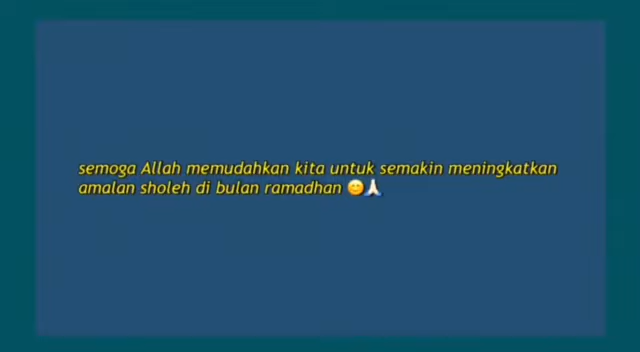 semoga Allah memudahkan kita untuk semakin meningkatkan
amalan sholeh di bulan ramadhan 😊🙏🏻